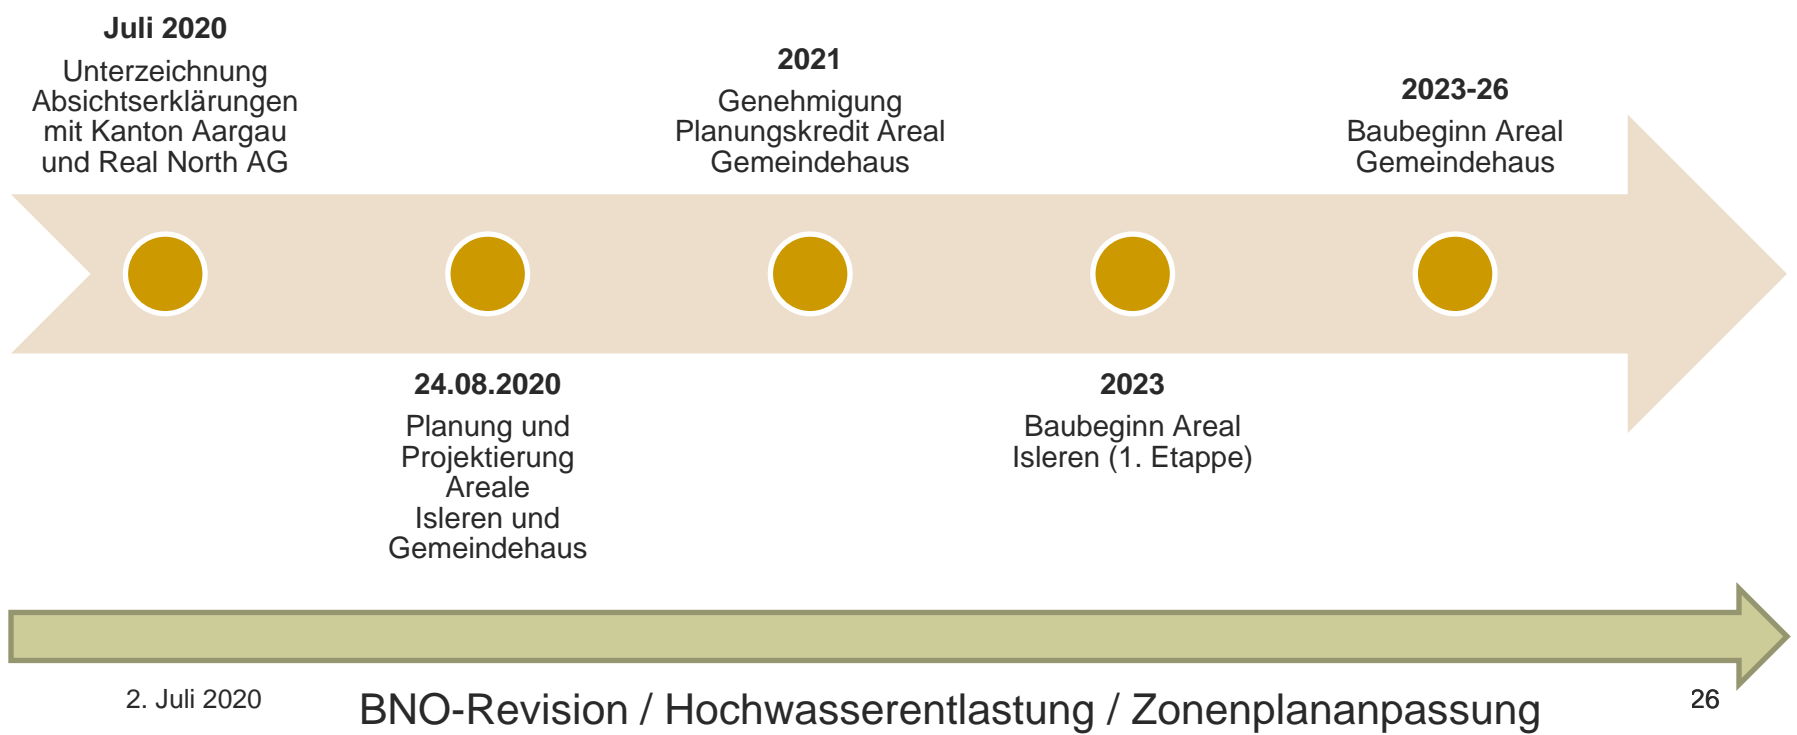 Juli 2020
Unterzeichnung
Absichtserklärungen
mit Kanton Aargau
und Real North AG
24.08.2020
Planung und
Projektierung
Areale
Isleren und
Gemeindehaus
2021
Genehmigung
Planungskredit Areal
Gemeindehaus
2023
Baubeginn Areal
Isleren (1. Etappe)
2023-26
Baubeginn Areal
Gemeindehaus
2. Juli 2020
BNO-Revision / Hochwasserentlastung / Zonenplananpassung
26